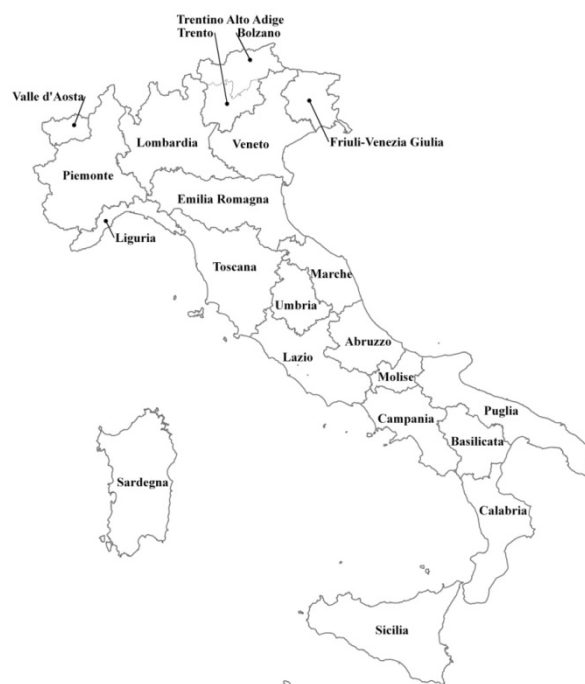 Trentino Alto Adige
Trento Bolzano
Valle d'Aosta
Lombardia
Veneto
Friuli-Venezia Giulia
Piemonte
Emilia Romagna
Liguria
Toscana
Marche
Umbria
Abruzzo
Lazio
Molise
Campania
Puglia
Basilicata
Sardegna
Calabria
Sicilia